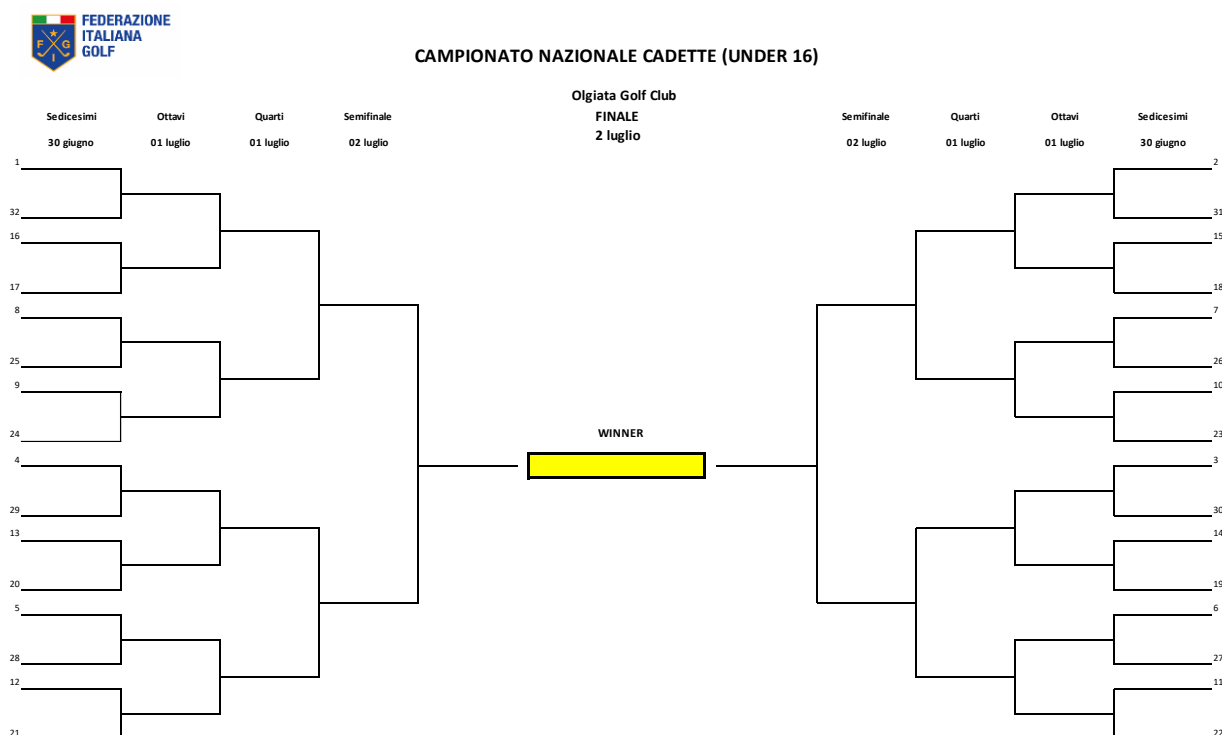 FEDERAZIONE
ITALIANA
GOLF
F G
I
CAMPIONATO NAZIONALE CADETTE (UNDER 16)
Olgiata Golf Club
Sedicesimi Ottavi Quarti Semifinale FINALE Semifinale Quarti Ottavi Sedicesimi
2 luglio
30 giugno 01 luglio 01 luglio 02 luglio 02 luglio 01 luglio 01 luglio 30 giugno
1 2
32 31
16 15
17 18
8 7
25 26
9 10
24 23
WINNER
4 3
29 30
13 14
20 19
5 6
28 27
12 11
21 22